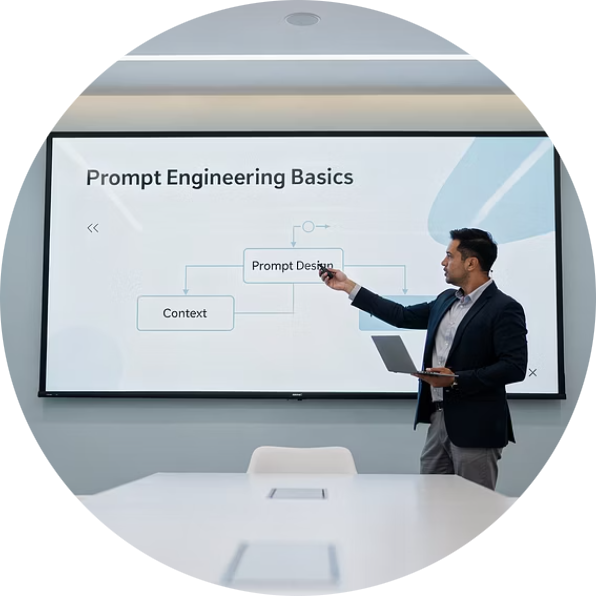 Prompt Engineering Basics
Prompt Design
Context